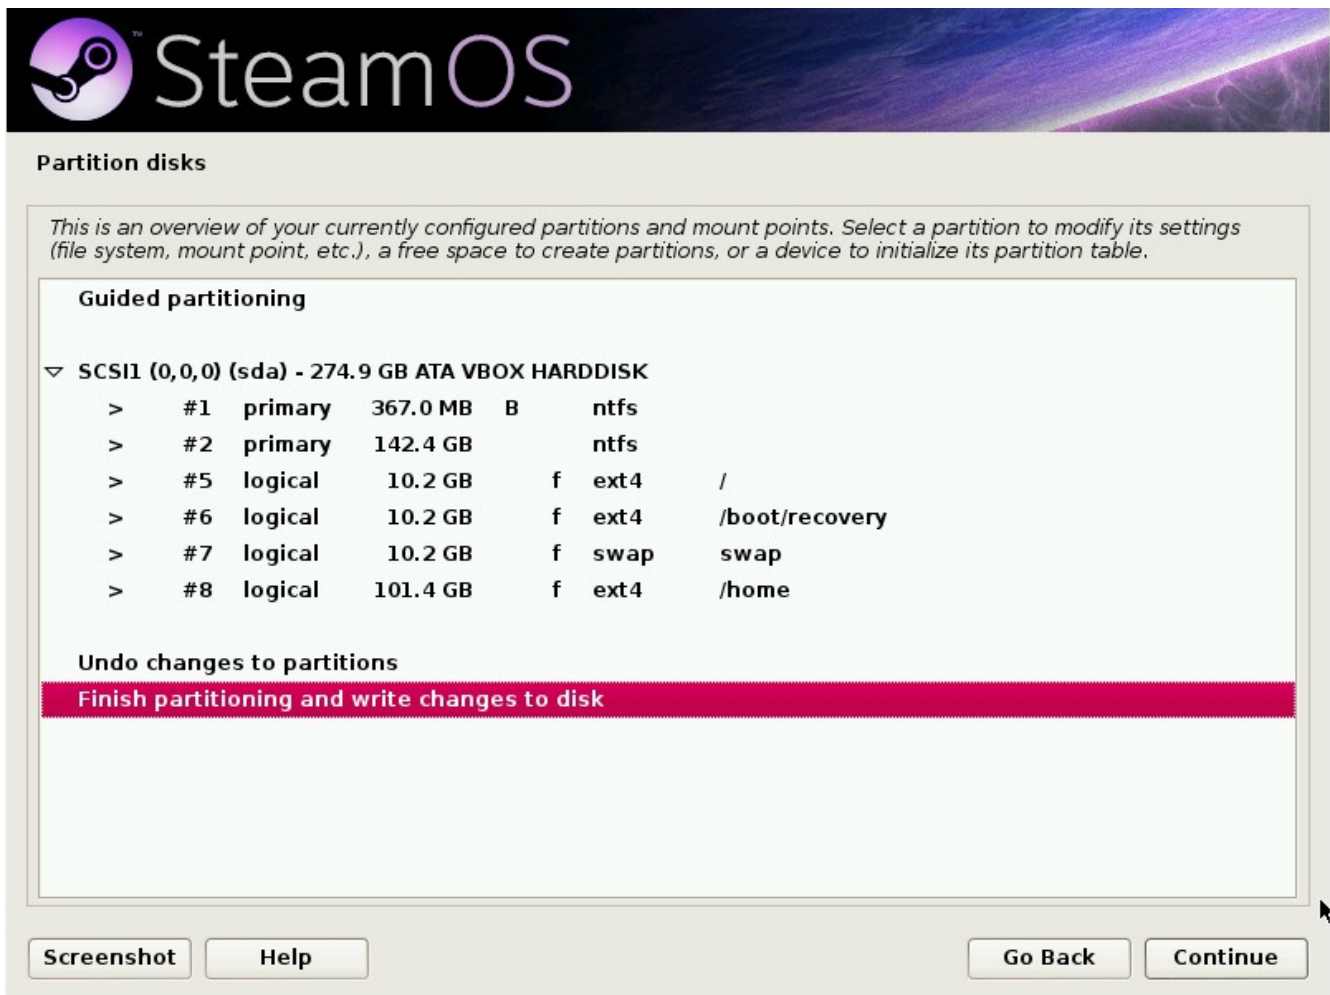 SteamOS™
Partition disks
This is an overview of your currently configured partitions and mount points. Select a partition to modify its settings
(file system, mount point, etc.), a free space to create partitions, or a device to initialize its partition table.
Guided partitioning
▽ SCSI1 (0,0,0) (sda) - 274.9 GB ATA VBOX HARDDISK
> #1 primary 367.0 MB B ntfs
> #2 primary 142.4 GB ntfs
> #5 logical 10.2 GB f ext4 /
> #6 logical 10.2 GB f ext4 /boot/recovery
> #7 logical 10.2 GB f swap swap
> #8 logical 101.4 GB f ext4 /home
Undo changes to partitions
Finish partitioning and write changes to disk
Screenshot Help Go Back Continue